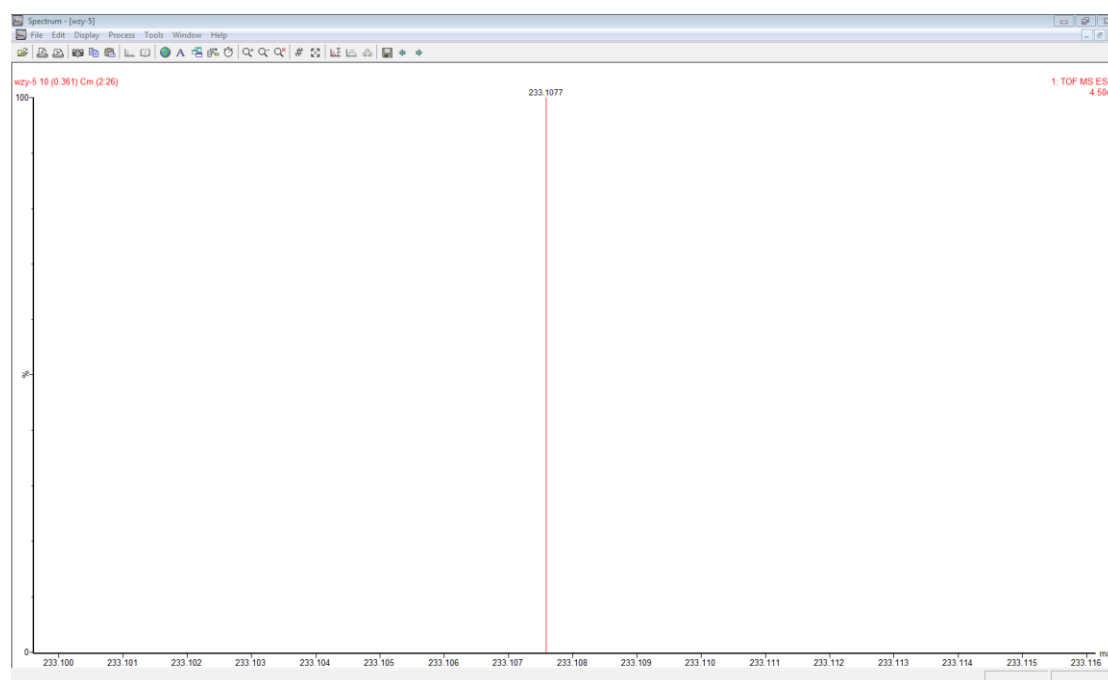 Spectrum - [wzy-5]
File Edit Display Process Tools Window Help
A #
wzy-5 10 (0.361) Cm (2:26)
1: TOF MS ES
4.50
233.1077
100
%
0
233.100 233.101 233.102 233.103 233.104 233.105 233.106 233.107 233.108 233.109 233.110 233.111 233.112 233.113 233.114 233.115 233.116